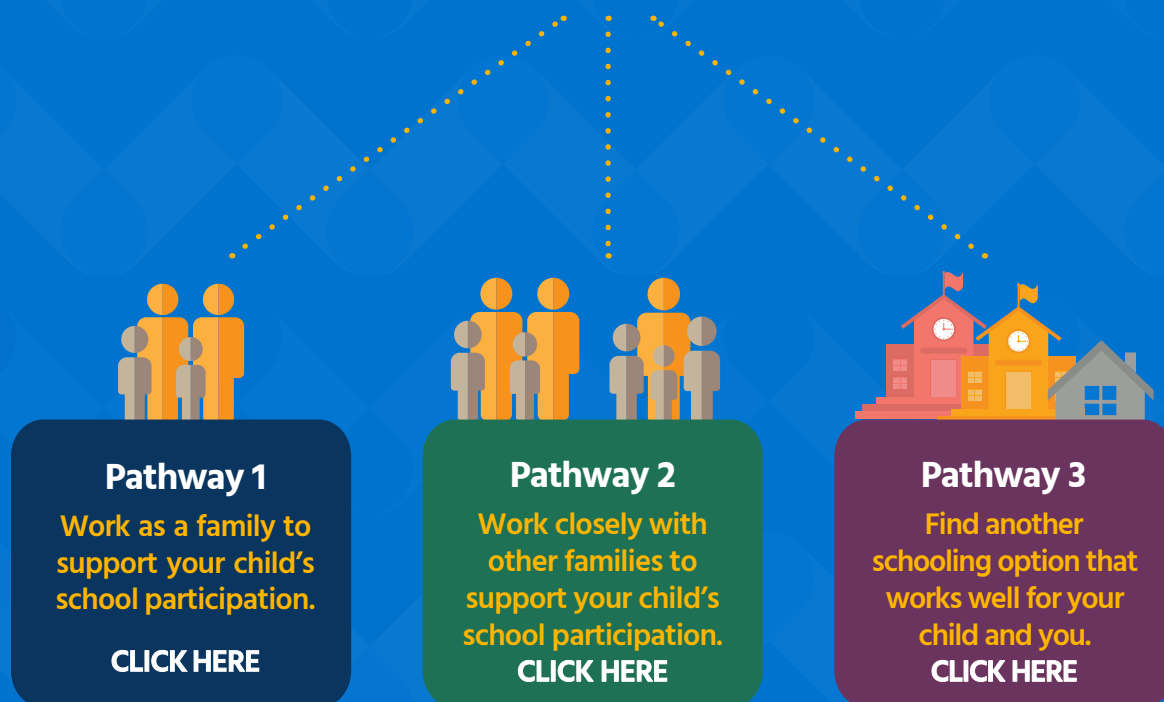 Pathway 1
Work as a family to
support your child's
school participation.
CLICK HERE
Pathway 2
Work closely with
other families to
support your child's
school participation.
CLICK HERE
Pathway 3
Find another
schooling option that
works well for your
child and you.
CLICK HERE